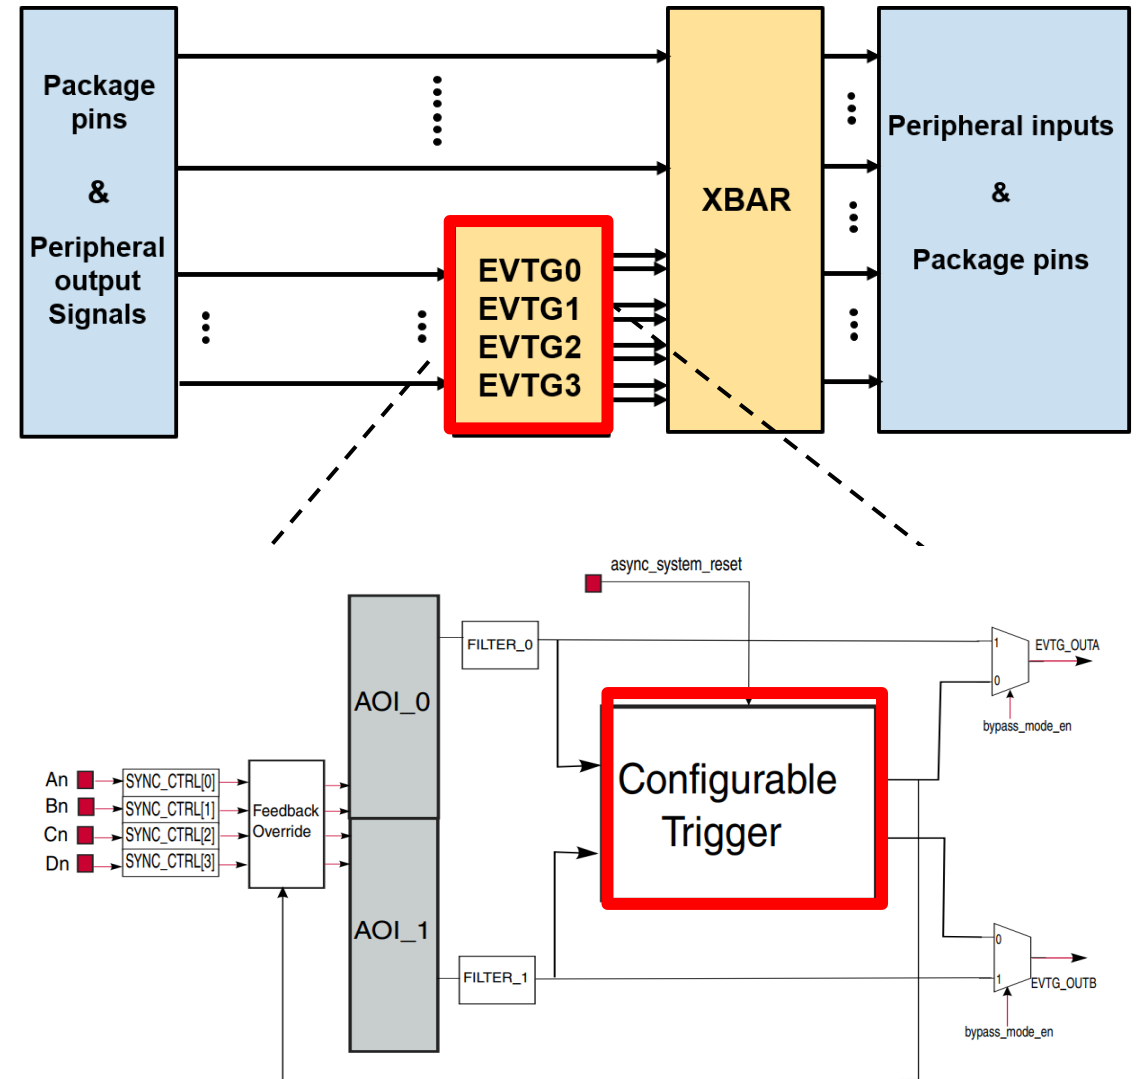 Package
pins
&
Peripheral
output
Signals
EVTG0
EVTG1
EVTG2
EVTG3
XBAR
Peripheral inputs
&
Package pins
async_system_reset
FILTER_0
1
0
EVTG_OUTA
bypass_mode_en
AOI_0
Configurable
Trigger
An
SYNC_CTRL[0]
Bn
SYNC_CTRL[1]
Cn
SYNC_CTRL[2]
Dn
SYNC_CTRL[3]
Feedback
Override
AOI_1
FILTER_1
0
1
EVTG_OUTB
bypass_mode_en